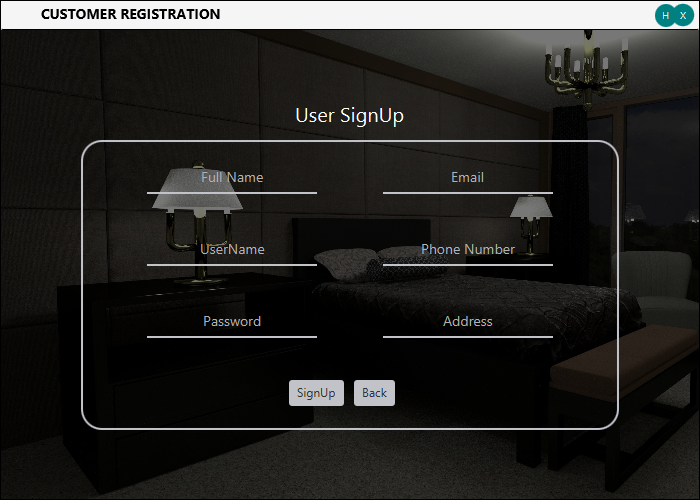 CUSTOMER REGISTRATION
H X
User SignUp
Full Name Email
UserName Phone Number
Password Address
SignUp Back